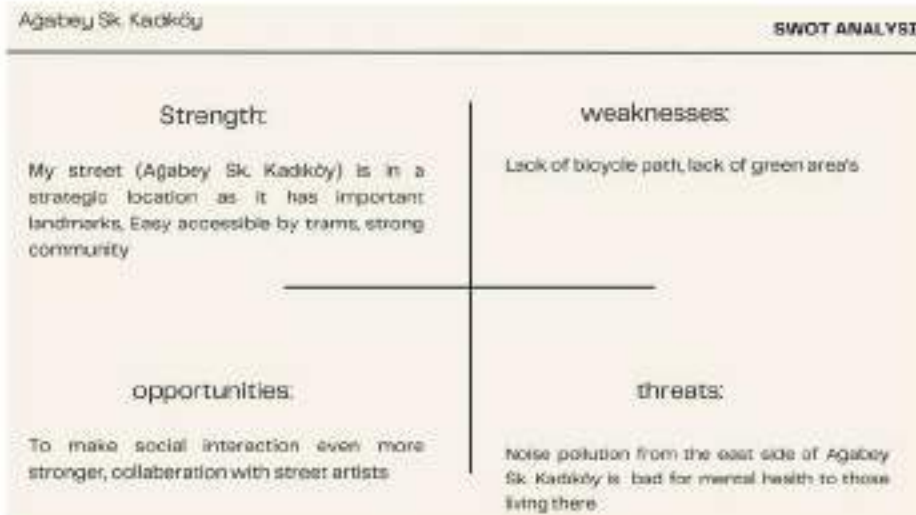 Ağabey Sk. Kadıköy
SWOT ANALYSI
Strength:
My street (Ağabey Sk. Kadıköy) is in a
strategic location as it has important
landmarks, Easy accessible by trams, strong
community
weaknesses:
Lack of bicycle path, lack of green area's
opportunities:
To make social interaction even more
stronger, collaberation with street artists
threats:
Noise pollution from the east side of Agabey
Sk. Kadıköy is bad for mental health to those
living there